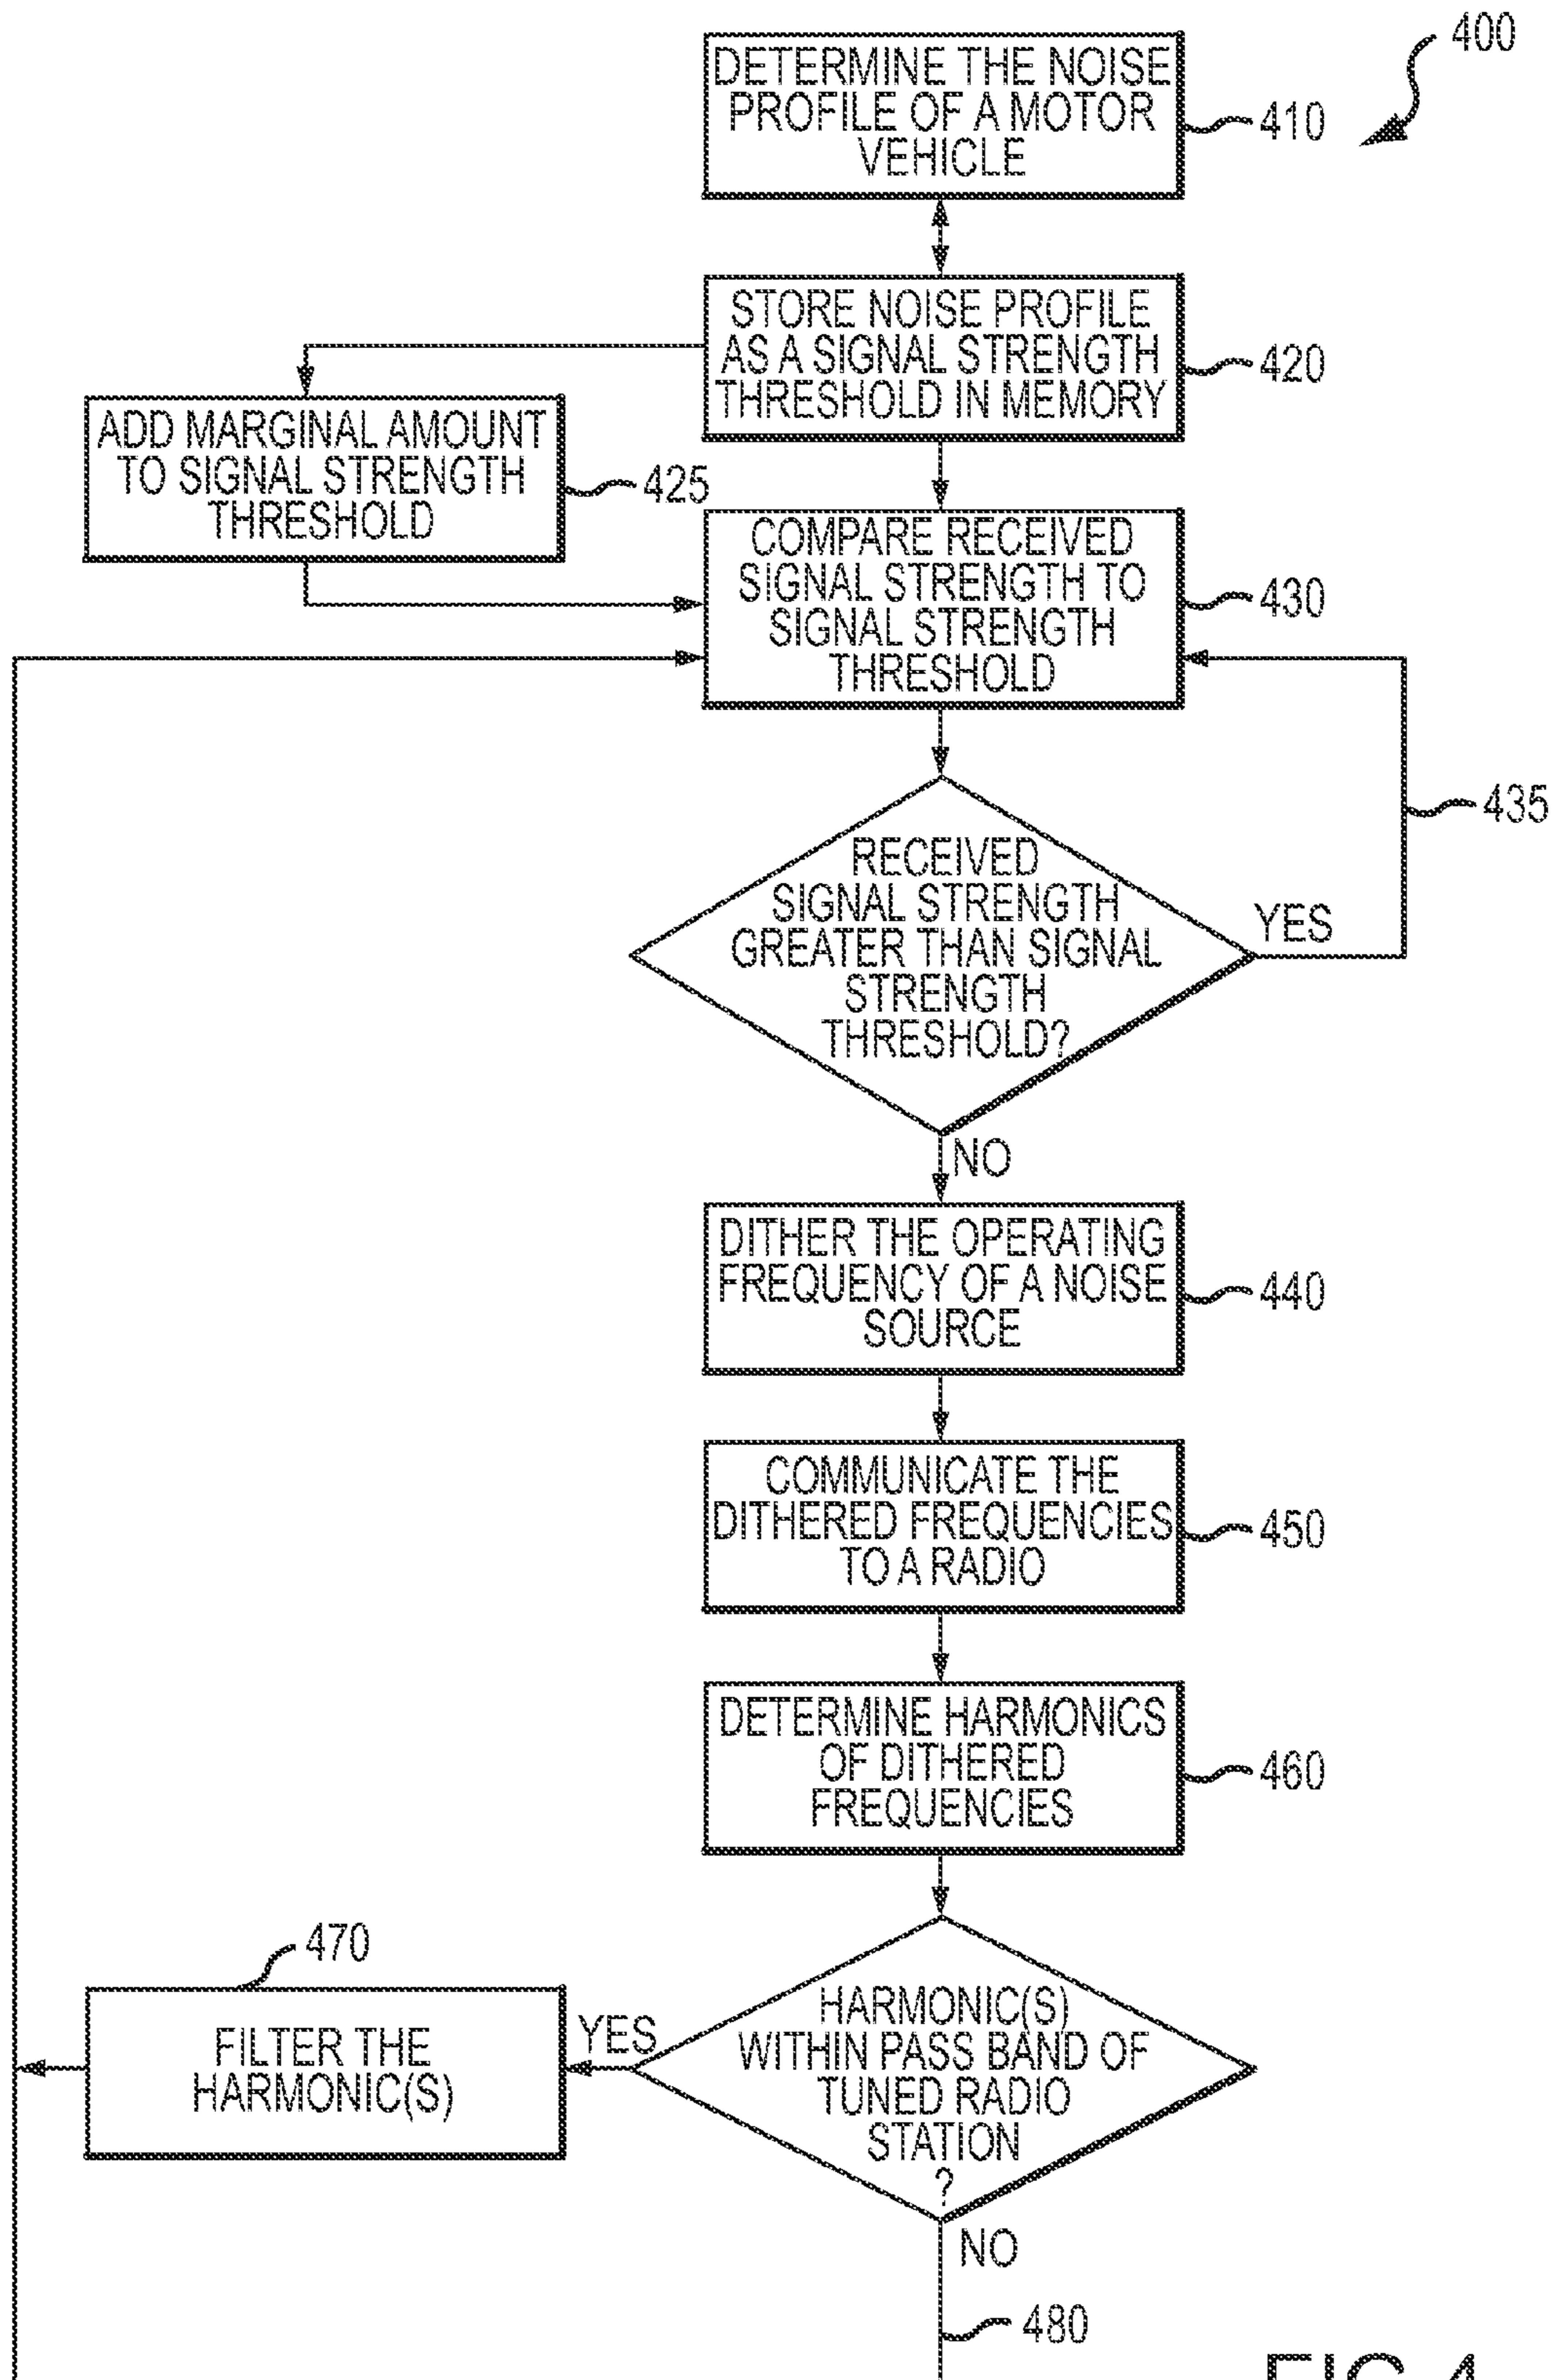 400
DETERMINE THE NOISE
PROFILE OF A MOTOR
VEHICLE
410
STORE NOISE PROFILE
AS A SIGNAL STRENGTH
THRESHOLD IN MEMORY
420
ADD MARGINAL AMOUNT
TO SIGNAL STRENGTH
THRESHOLD
425
COMPARE RECEIVED
SIGNAL STRENGTH TO
SIGNAL STRENGTH
THRESHOLD
430
435
RECEIVED
SIGNAL STRENGTH
GREATER THAN SIGNAL
STRENGTH
THRESHOLD?
YES
NO
DITHER THE OPERATING
FREQUENCY OF A NOISE
SOURCE
440
COMMUNICATE THE
DITHERED FREQUENCIES
TO A RADIO
450
DETERMINE HARMONICS
OF DITHERED
FREQUENCIES
460
470
FILTER THE
HARMONIC(S)
YES
HARMONIC(S)
WITHIN PASS BAND OF
TUNED RADIO
STATION
?
NO
480
FIG.4